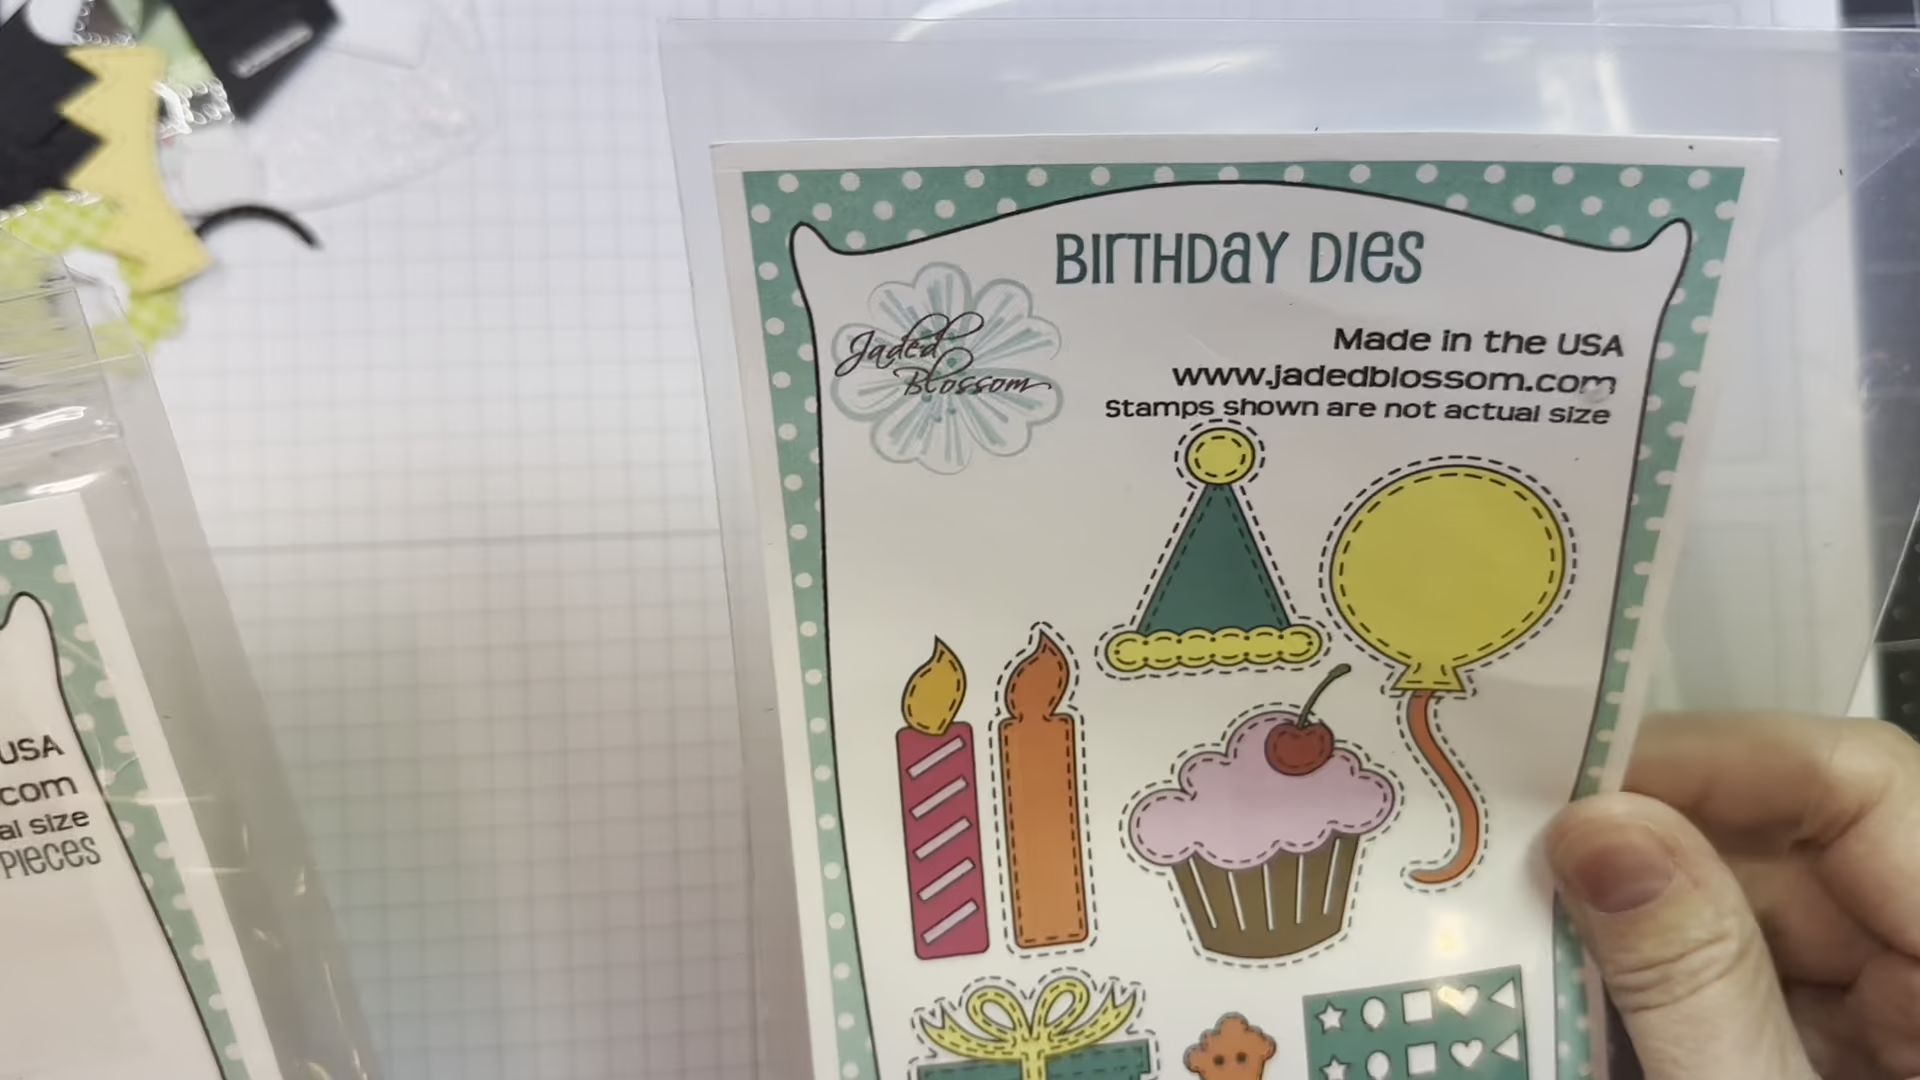 BIRTHDAY DIES
Jaded
Blossom
Made in the USA
www.jadedblossom.com
Stamps shown are not actual size
USA
com
al size
PIECES